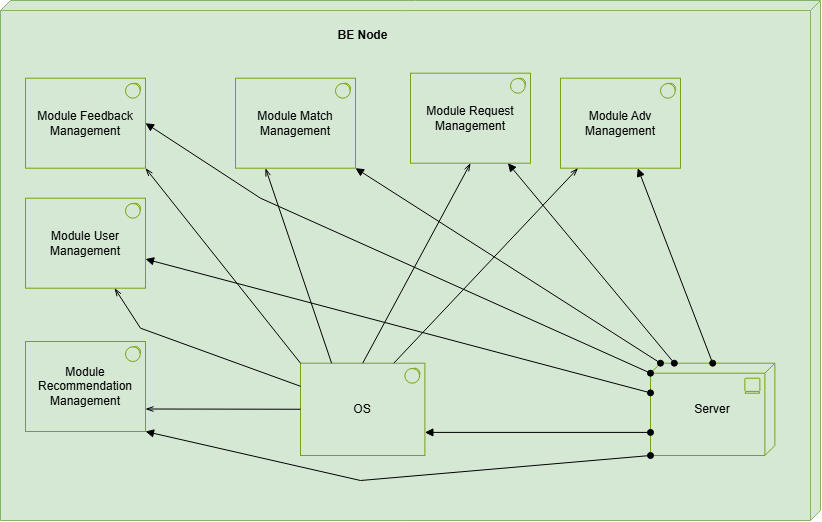 BE Node
Module Feedback
Management
Module Match
Management
Module Request
Management
Module Adv
Management
Module User
Management
Module
Recommendation
Management
OS
Server